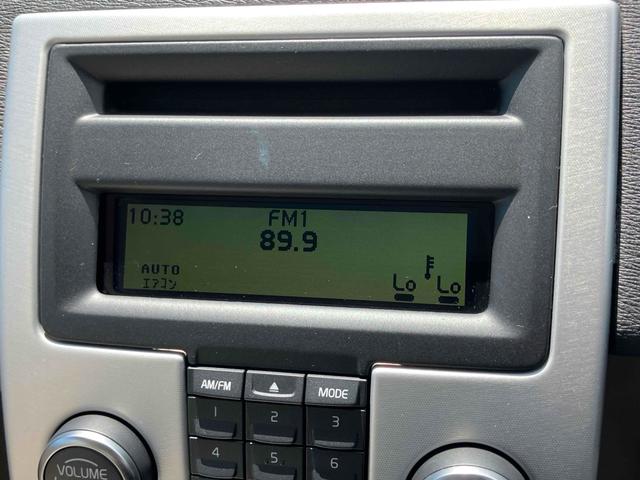 10:38 FM1
89.9
AUTO
エアコン
Lo Lo
AM/FM MODE
1 2 3
4 5 6
VOLUME